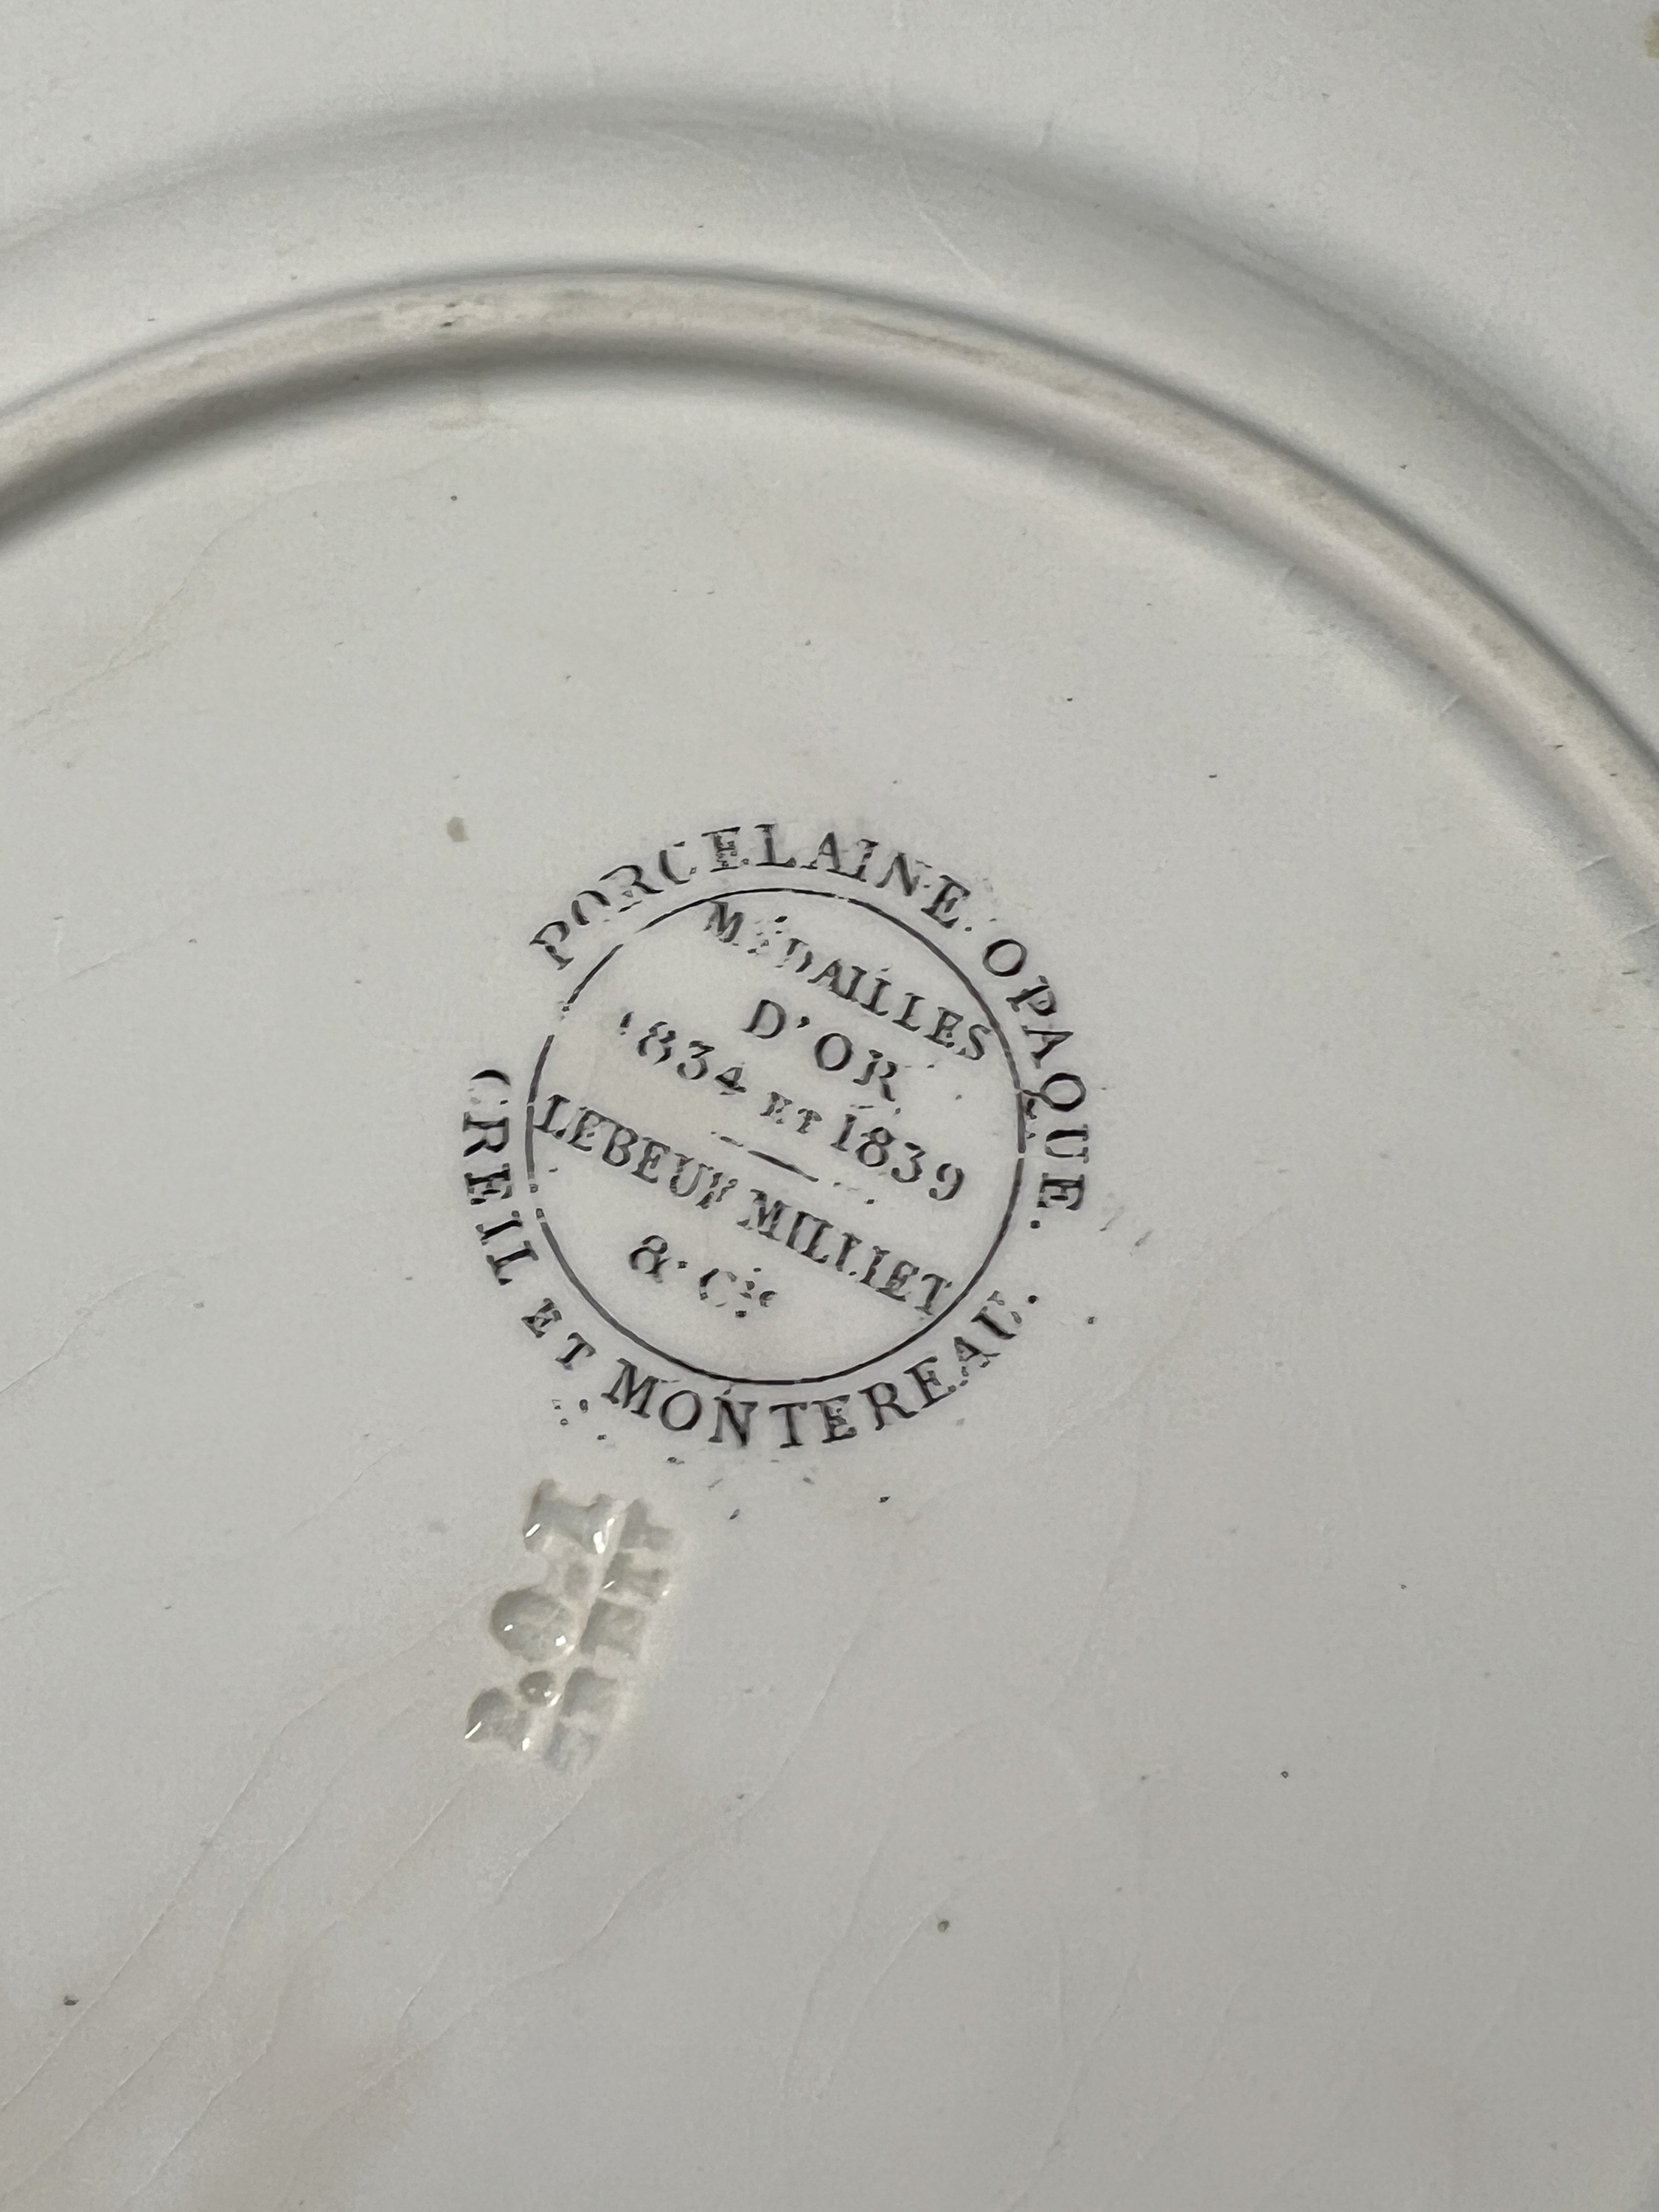 PORCELAINE. OPAQUE.
MÉDAILLES
D'OR
1834 ET 1839
LEBEUF MILLIET
& Cie
CREIL ET MONTEREAU.